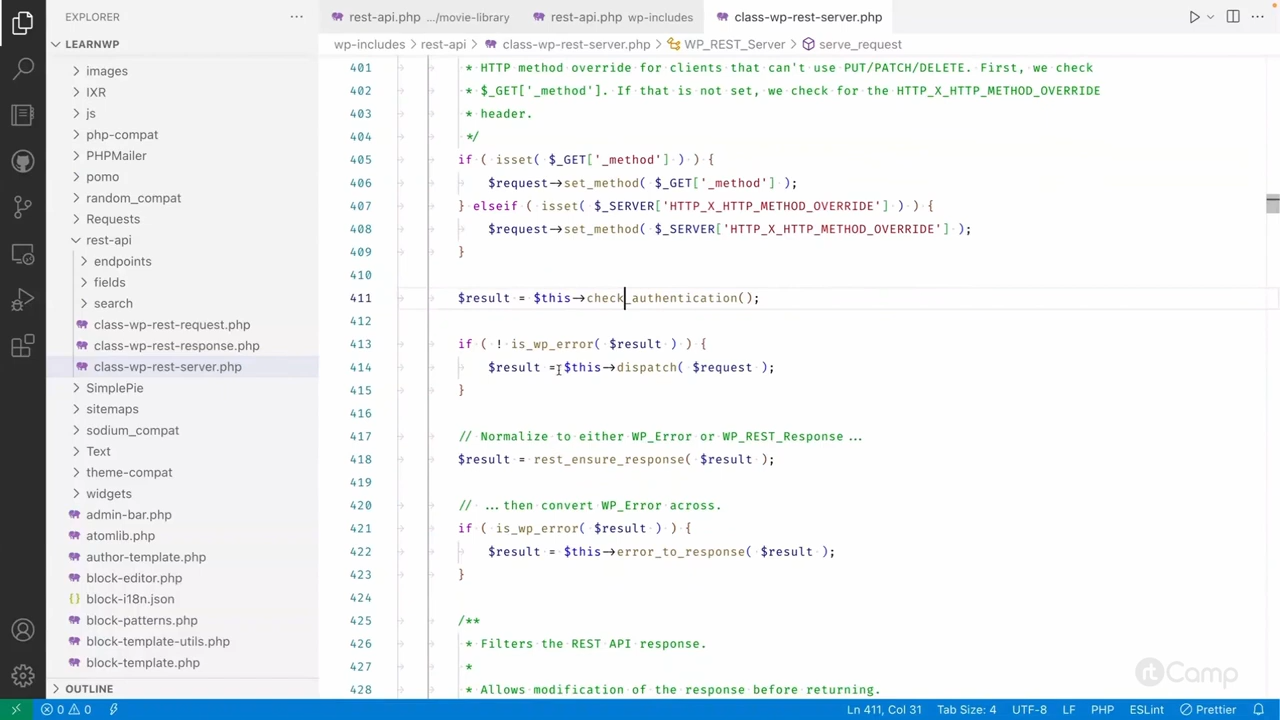 EXPLORER
LEARNWP
images
IXR
js
php-compat
PHPMailer
pomo
random_compat
Requests
rest-api
endpoints
fields
search
class-wp-rest-request.php
class-wp-rest-response.php
class-wp-rest-server.php
SimplePie
sitemaps
sodium_compat
Text
theme-compat
widgets
admin-bar.php
atomlib.php
author-template.php
block-editor.php
block-i18n.json
block-patterns.php
block-template-utils.php
block-template.php
OUTLINE
rest-api.php .../movie-library
rest-api.php wp-includes
class-wp-rest-server.php
wp-includes > rest-api > class-wp-rest-server.php > WP_REST_Server > serve_request
401 * HTTP method override for clients that can't use PUT/PATCH/DELETE. First, we check
402 * $_GET['_method']. If that is not set, we check for the HTTP_X_HTTP_METHOD_OVERRIDE
403 * header.
404 */
405 if ( isset( $_GET['_method'] ) ) {
406 $request->set_method( $_GET['_method'] );
407 } elseif ( isset( $_SERVER['HTTP_X_HTTP_METHOD_OVERRIDE'] ) ) {
408 $request->set_method( $_SERVER['HTTP_X_HTTP_METHOD_OVERRIDE'] );
409 }
410
411 $result = $this->check_authentication();
412
413 if ( ! is_wp_error( $result ) ) {
414 $result = $this->dispatch( $request );
415 }
416
417 // Normalize to either WP_Error or WP_REST_Response...
418 $result = rest_ensure_response( $result );
419
420 // ...then convert WP_Error across.
421 if ( is_wp_error( $result ) ) {
422 $result = $this->error_to_response( $result );
423 }
424
425 /**
426 * Filters the REST API response.
427 *
428 * Allows modification of the response before returning.
rtCamp
0 0 Ln 411, Col 31 Tab Size: 4 UTF-8 LF PHP ESLint Prettier